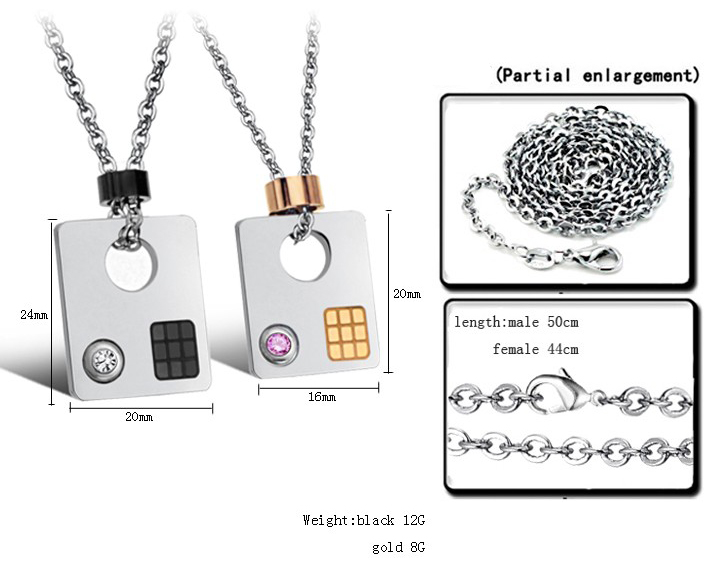 (Partial enlargement)
24mm
20mm
20mm
16mm
length:male 50cm
female 44cm
Weight:black 12G
gold 8G